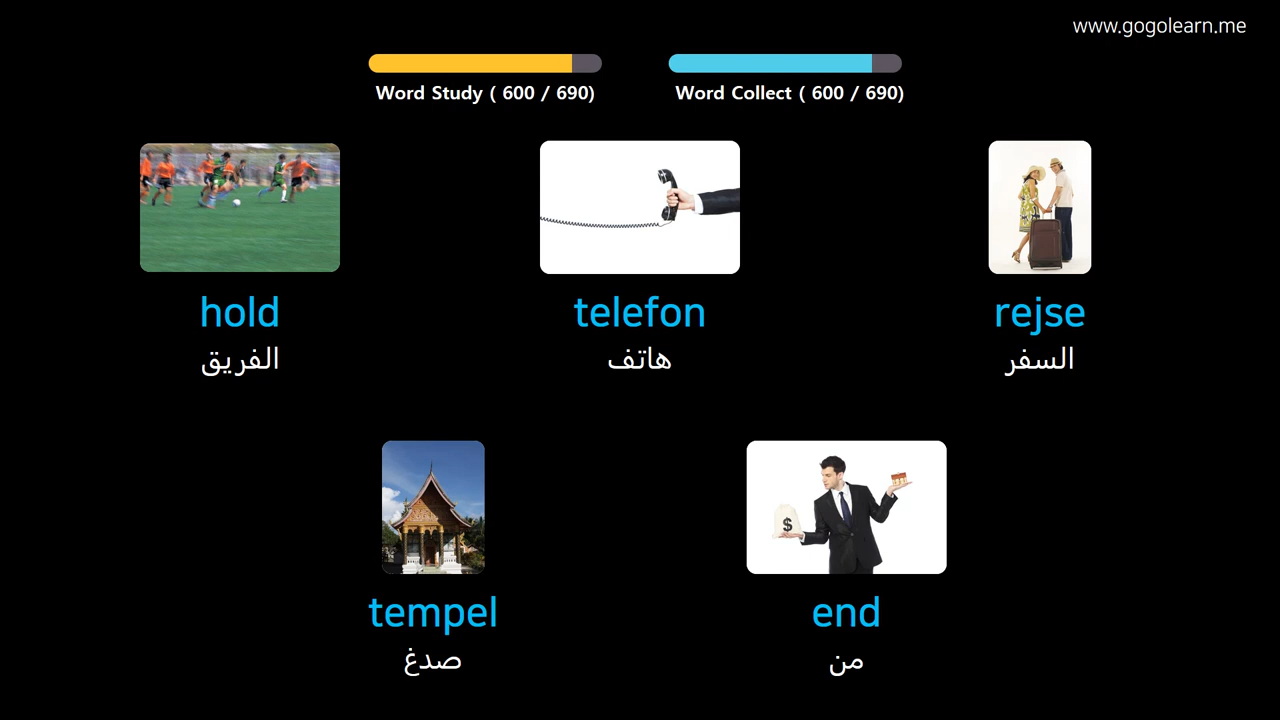 www.gogolearn.me
Word Study ( 600 / 690)
Word Collect ( 600 / 690)
hold
الفريق
telefon
هاتف
rejse
السفر
tempel
صدغ
end
من
$